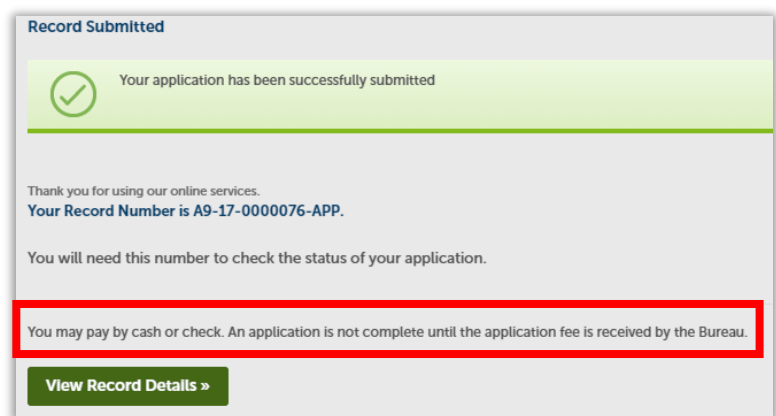 Record Submitted
Your application has been successfully submitted
Thank you for using our online services.
Your Record Number is A9-17-0000076-APP.
You will need this number to check the status of your application.
You may pay by cash or check. An application is not complete until the application fee is received by the Bureau.
View Record Details »